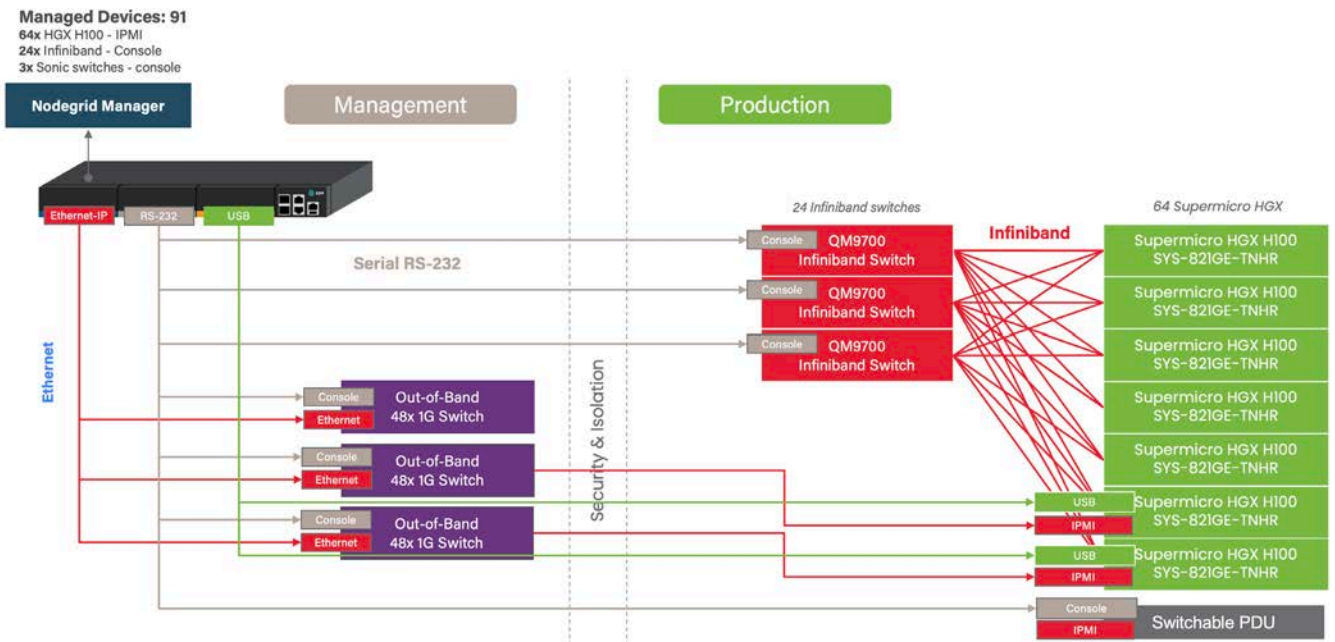 Managed Devices: 91
64x HGX H100 - IPMI
24x Infiniband - Console
3x Sonic switches - console
Nodegrid Manager
Management
Production
Ethernet-IP
RS-232
USB
24 Infiniband switches
64 Supermicro HGX
Serial RS-232
Ethernet
Security & Isolation
Infiniband
Console
QM9700
Infiniband Switch
Console
QM9700
Infiniband Switch
Console
QM9700
Infiniband Switch
Supermicro HGX H100
SYS-821GE-TNHR
Supermicro HGX H100
SYS-821GE-TNHR
Supermicro HGX H100
SYS-821GE-TNHR
Supermicro HGX H100
SYS-821GE-TNHR
Supermicro HGX H100
SYS-821GE-TNHR
Console
Ethernet
Out-of-Band
48x 1G Switch
Console
Ethernet
Out-of-Band
48x 1G Switch
Console
Ethernet
Out-of-Band
48x 1G Switch
USB
IPMI
Supermicro HGX H100
SYS-821GE-TNHR
USB
IPMI
Supermicro HGX H100
SYS-821GE-TNHR
Console
IPMI
Switchable PDU